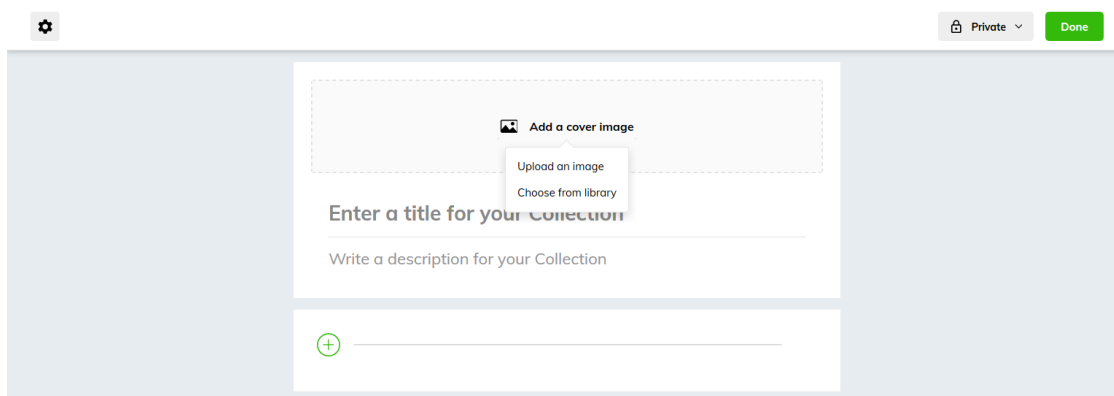 Private
Done
Add a cover image
Upload an image
Choose from library
Enter a title for your Collection
Write a description for your Collection